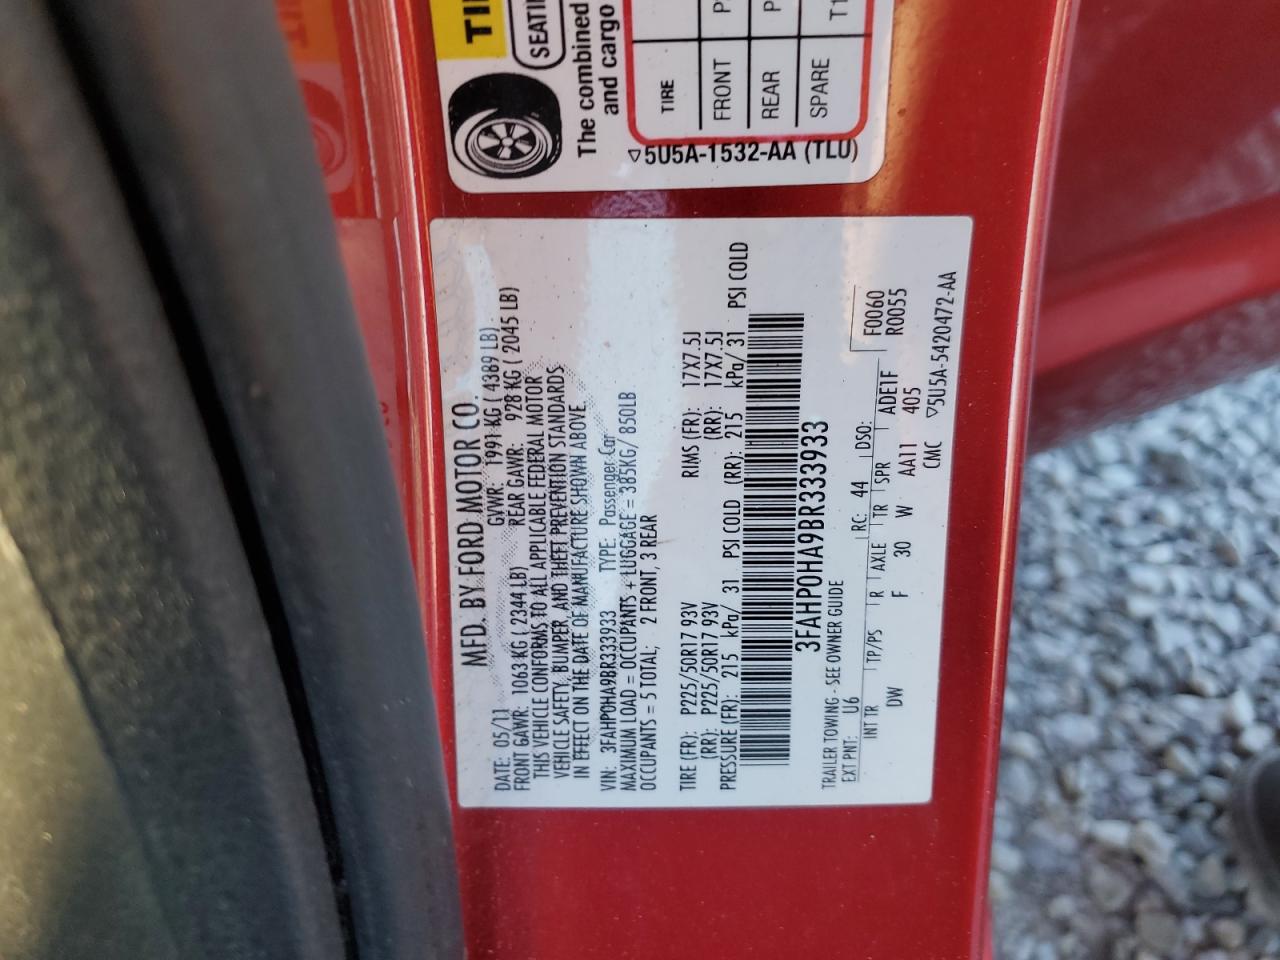 TI
SEATI
The combined
and cargo
TIRE
FRONT P
REAR P
SPARE T1
▽5U5A-1532-AA (TLU)
MFD. BY FORD MOTOR CO.
DATE: 05/11 GVWR: 1991 KG ( 4389 LB)
FRONT GAWR: 1063 KG ( 2344 LB) REAR GAWR: 928 KG ( 2045 LB)
THIS VEHICLE CONFORMS TO ALL APPLICABLE FEDERAL MOTOR
VEHICLE SAFETY, BUMPER, AND THEFT PREVENTION STANDARDS
IN EFFECT ON THE DATE OF MANUFACTURE SHOWN ABOVE.
VIN: 3FAHP0HA9BR333933 TYPE: Passenger Car
MAXIMUM LOAD = OCCUPANTS + LUGGAGE = 385KG/ 850LB
OCCUPANTS = 5 TOTAL; 2 FRONT, 3 REAR
TIRE (FR): P225/50R17 93V RIMS (FR): 17X7.5J
(RR): P225/50R17 93V (RR): 17X7.5J
PRESSURE (FR): 215 kPa/ 31 PSI COLD (RR): 215 kPa/ 31 PSI COLD
3FAHP0HA9BR333933
TRAILER TOWING - SEE OWNER GUIDE
EXT PNT: U6 RC: 44 DSO: F0060
R0055
INT TR TP/PS R AXLE TR SPR ADE1F
DW F 30 W AA11 405
CMC ▽5U5A-5420472-AA